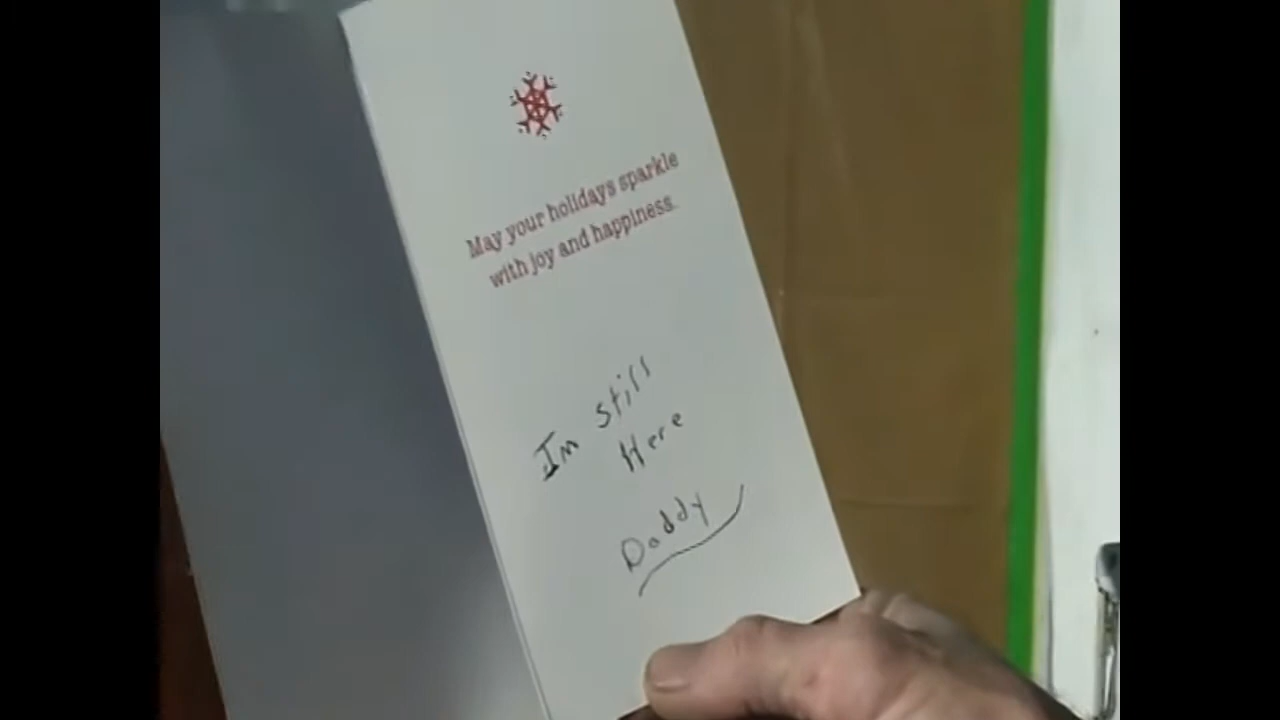 May your holidays sparkle
with joy and happiness.
Im still
Here
Daddy